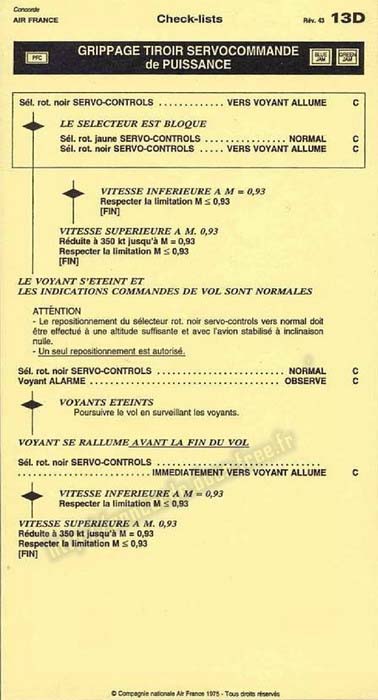 Concorde
AIR FRANCE
Check-lists
Rév. 43 13D
PFC
GRIPPAGE TIROIR SERVOCOMMANDE
de PUISSANCE
BLUE JAM
GREEN JAM
Sél. rot. noir SERVO-CONTROLS ............. VERS VOYANT ALLUME C
LE SELECTEUR EST BLOQUE
Sél. rot. jaune SERVO-CONTROLS ................ NORMAL C
Sél. rot. noir SERVO-CONTROLS ....... VERS VOYANT ALLUME C
VITESSE INFERIEURE A M = 0,93
Respecter la limitation M ≤ 0,93
[FIN]
VITESSE SUPERIEURE A M. 0,93
Réduite à 350 kt jusqu'à M = 0,93
Respecter la limitation M ≤ 0,93
[FIN]
LE VOYANT S'ETEINT ET
LES INDICATIONS COMMANDES DE VOL SONT NORMALES
ATTENTION
- Le repositionnement du sélecteur rot. noir servo-controls vers normal doit
être effectué à une altitude suffisante et avec l'avion stabilisé à inclinaison
nulle.
- Un seul repositionnement est autorisé.
Sél. rot. noir SERVO-CONTROLS ......................... NORMAL C
Voyant ALARME ....................................... OBSERVE C
VOYANTS ETEINTS
Poursuivre le vol en surveillant les voyants.
VOYANT SE RALLUME AVANT LA FIN DU VOL
Sél. rot. noir SERVO-CONTROLS ..............................
......................... IMMEDIATEMENT VERS VOYANT ALLUME C
VITESSE INFERIEURE A M = 0,93
Respecter la limitation M ≤ 0,93
VITESSE SUPERIEURE A M. 0,93
Réduite à 350 kt jusqu'à M = 0,93
Respecter la limitation M ≤ 0,93
[FIN]
© Compagnie nationale Air France 1975 - Tous droits réservés